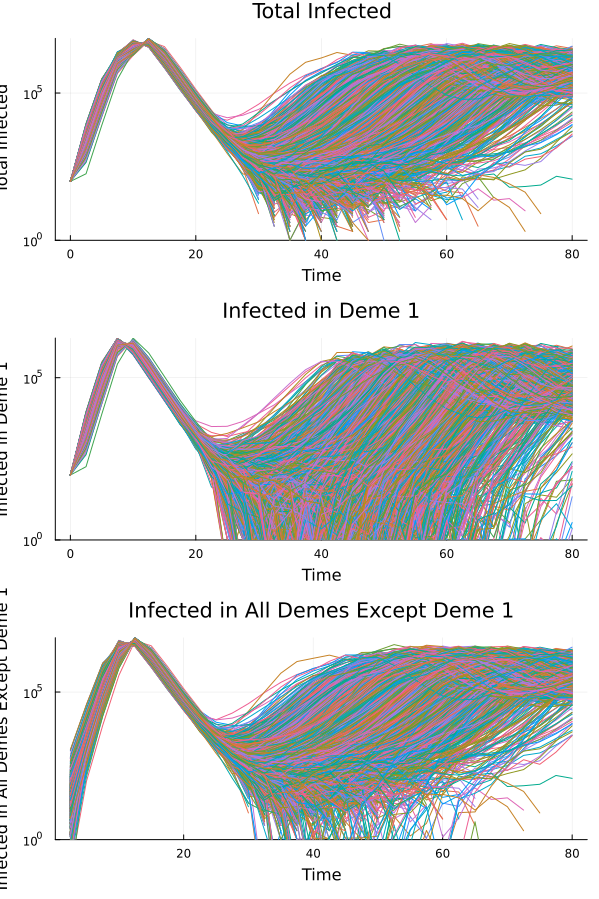 Total Infected
Total Infected
10^5
10^0
0 20 40 60 80
Time
Infected in Deme 1
Infected in Deme 1
10^5
10^0
0 20 40 60 80
Time
Infected in All Demes Except Deme 1
Infected in All Demes Except Deme 1
10^5
10^0
20 40 60 80
Time